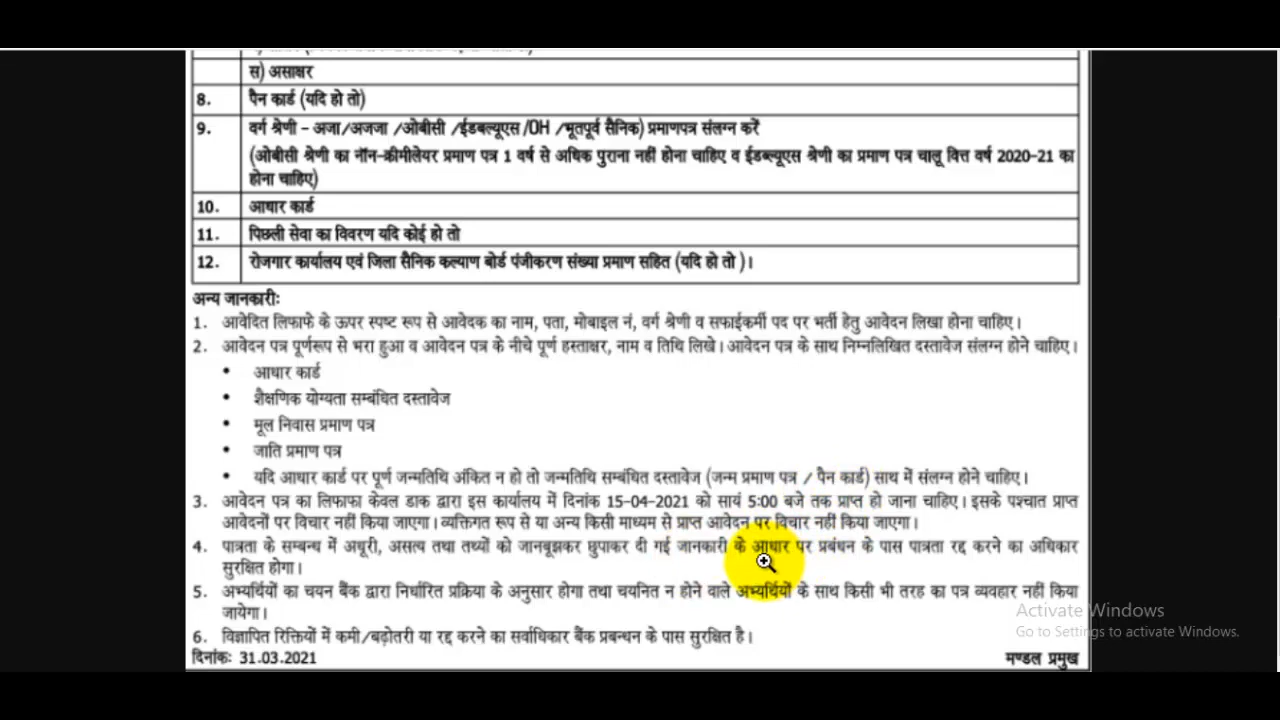 स) असाक्षर
8. पैन कार्ड (यदि हो तो)
9. वर्ग श्रेणी – अजा/अजजा /ओबीसी /ईडबल्यूएस /OH /भूतपूर्व सैनिक) प्रमाणपत्र संलग्न करें
(ओबीसी श्रेणी का नॉन-क्रीमीलेयर प्रमाण पत्र 1 वर्ष से अधिक पुराना नहीं होना चाहिए व ईडब्ल्यूएस श्रेणी का प्रमाण पत्र चालू वित्त वर्ष 2020-21 का
होना चाहिए)
10. आधार कार्ड
11. पिछली सेवा का विवरण यदि कोई हो तो
12. रोजगार कार्यालय एवं जिला सैनिक कल्याण बोर्ड पंजीकरण संख्या प्रमाण सहित (यदि हो तो )।
अन्य जानकारीः
1. आवेदित लिफाफे के ऊपर स्पष्ट रूप से आवेदक का नाम, पता, मोबाइल नं, वर्ग श्रेणी व सफाईकर्मी पद पर भर्ती हेतु आवेदन लिखा होना चाहिए।
2. आवेदन पत्र पूर्णरूप से भरा हुआ व आवेदन पत्र के नीचे पूर्ण हस्ताक्षर, नाम व तिथि लिखे। आवेदन पत्र के साथ निम्नलिखित दस्तावेज संलग्न होने चाहिए।
• आधार कार्ड
• शैक्षणिक योग्यता सम्बंधित दस्तावेज
• मूल निवास प्रमाण पत्र
• जाति प्रमाण पत्र
• यदि आधार कार्ड पर पूर्ण जन्मतिथि अंकित न हो तो जन्मतिथि सम्बंधित दस्तावेज (जन्म प्रमाण पत्र / पैन कार्ड) साथ में संलग्न होने चाहिए।
3. आवेदन पत्र का लिफाफा केवल डाक द्वारा इस कार्यालय में दिनांक 15-04-2021 को सायं 5:00 बजे तक प्राप्त हो जाना चाहिए। इसके पश्चात प्राप्त
आवेदनों पर विचार नहीं किया जाएगा। व्यक्तिगत रूप से या अन्य किसी माध्यम से प्राप्त आवेदन पर विचार नहीं किया जाएगा।
4. पात्रता के सम्बन्ध में अधूरी, असत्य तथा तथ्यों को जानबूझकर छुपाकर दी गई जानकारी के आधार पर प्रबंधन के पास पात्रता रद्द करने का अधिकार
सुरक्षित होगा।
5. अभ्यर्थियों का चयन बैंक द्वारा निर्धारित प्रक्रिया के अनुसार होगा तथा चयनित न होने वाले अभ्यर्थियों के साथ किसी भी तरह का पत्र व्यवहार नहीं किया
जायेगा।
6. विज्ञापित रिक्तियों में कमी/बढ़ोतरी या रद्द करने का सर्वाधिकार बैंक प्रबन्धन के पास सुरक्षित है।
दिनांकः 31.03.2021 मण्डल प्रमुख
Activate Windows
Go to Settings to activate Windows.